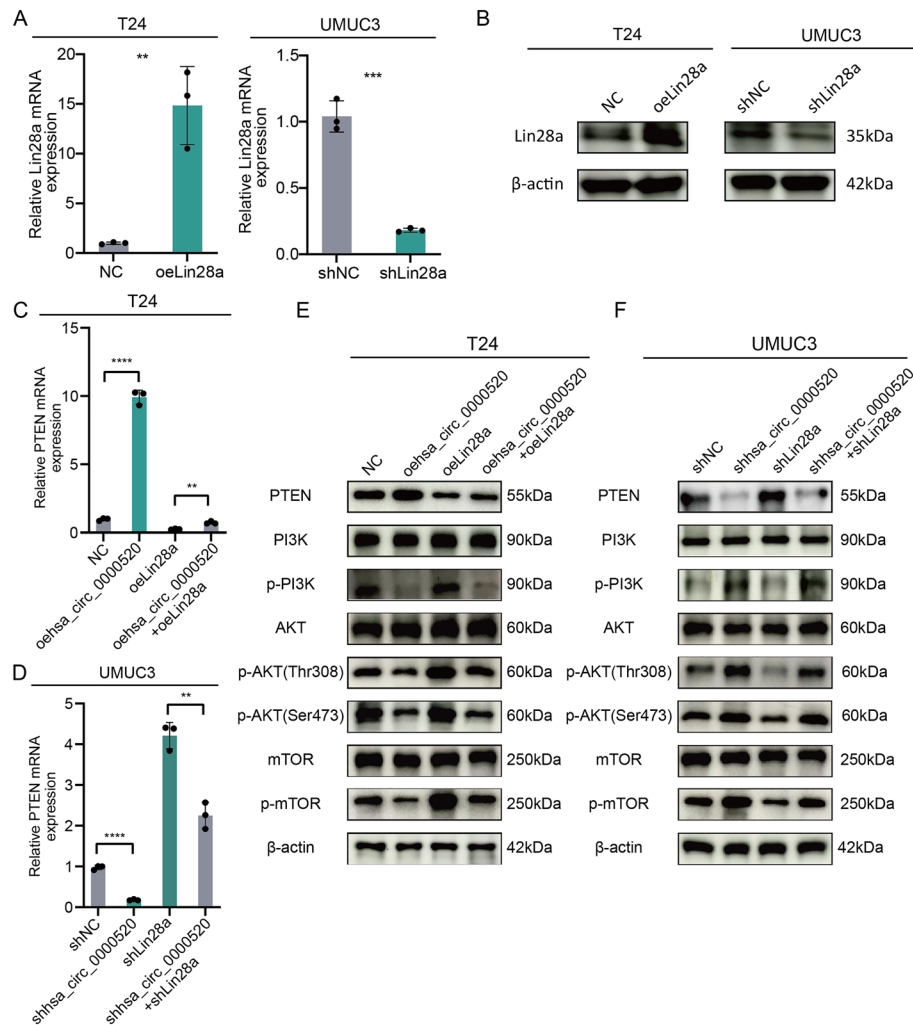 A
T24
Relative Lin28a mRNA
expression
20
15
10
5
0
**
NC
oeLin28a
UMUC3
Relative Lin28a mRNA
expression
1.5
1.0
0.5
0.0
***
shNC
shLin28a
B
T24
UMUC3
NC
oeLin28a
shNC
shLin28a
Lin28a
35kDa
β-actin
42kDa
C
T24
Relative PTEN mRNA
expression
15
10
5
0
****
**
NC
oehsa_circ_0000520
oeLin28a
oehsa_circ_0000520
+oeLin28a
D
UMUC3
Relative PTEN mRNA
expression
5
4
3
2
1
0
****
**
shNC
shhsa_circ_0000520
shLin28a
shhsa_circ_0000520
+shLin28a
E
T24
NC
oehsa_circ_0000520
oeLin28a
oehsa_circ_0000520
+oeLin28a
PTEN 55kDa
PI3K 90kDa
p-PI3K 90kDa
AKT 60kDa
p-AKT(Thr308) 60kDa
p-AKT(Ser473) 60kDa
mTOR 250kDa
p-mTOR 250kDa
β-actin 42kDa
F
UMUC3
shNC
shhsa_circ_0000520
shLin28a
shhsa_circ_0000520
+shLin28a
PTEN 55kDa
PI3K 90kDa
p-PI3K 90kDa
AKT 60kDa
p-AKT(Thr308) 60kDa
p-AKT(Ser473) 60kDa
mTOR 250kDa
p-mTOR 250kDa
β-actin 42kDa